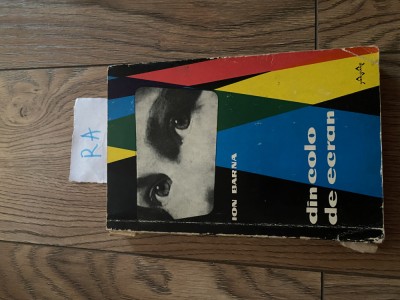 RA
ION BARNA
dincolo
de ecran